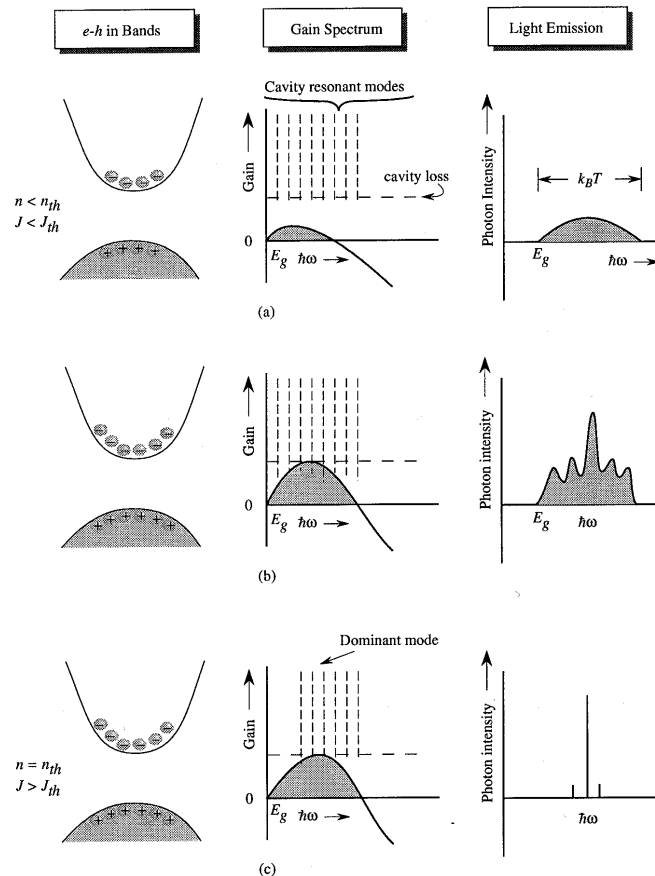 e-h in Bands
Gain Spectrum
Light Emission
Cavity resonant modes
Gain
cavity loss
n < n_th
J < J_th
0
E_g ħω
Photon Intensity
k_BT
E_g ħω
(a)
Gain
0
E_g ħω
Photon intensity
E_g ħω
(b)
Dominant mode
Gain
n = n_th
J > J_th
0
E_g ħω
Photon intensity
ħω
(c)